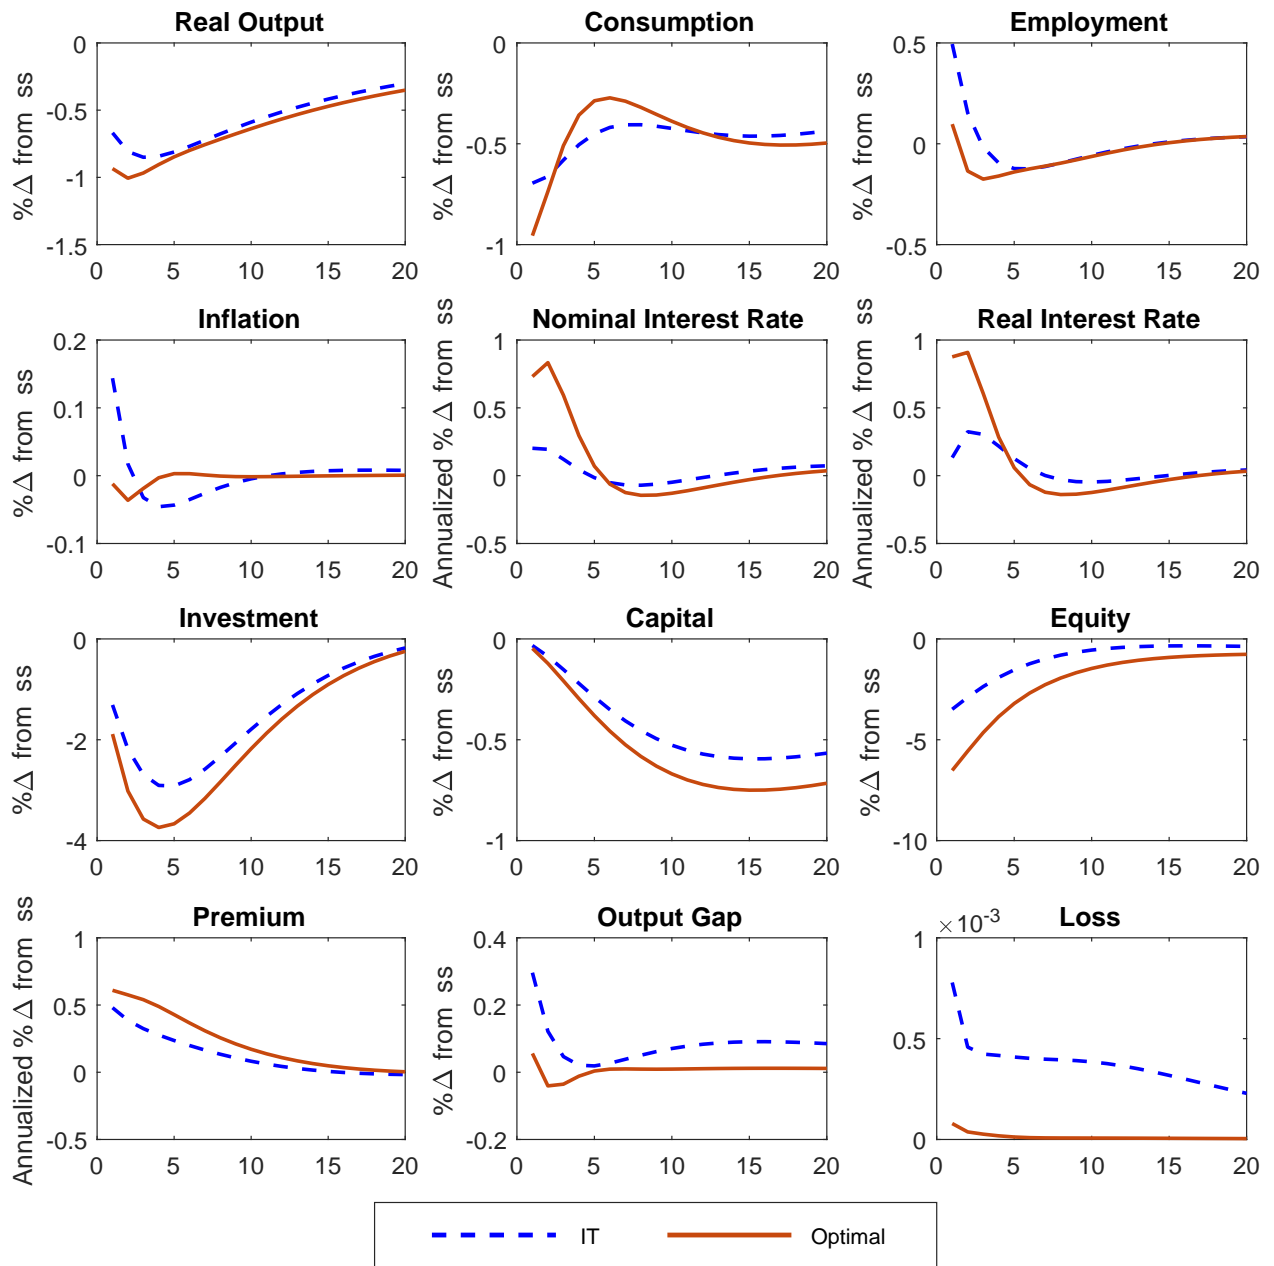 Real Output
Consumption
Employment
%Δ from ss
0
-0.5
-1
-1.5
0 5 10 15 20
%Δ from ss
0
-0.5
-1
0 5 10 15 20
%Δ from ss
0.5
0
-0.5
0 5 10 15 20
Inflation
Nominal Interest Rate
Real Interest Rate
%Δ from ss
0.2
0.1
0
-0.1
0 5 10 15 20
Annualized %Δ from ss
1
0.5
0
-0.5
0 5 10 15 20
Annualized %Δ from ss
1
0.5
0
-0.5
0 5 10 15 20
Investment
Capital
Equity
%Δ from ss
0
-2
-4
0 5 10 15 20
%Δ from ss
0
-0.5
-1
0 5 10 15 20
%Δ from ss
0
-5
-10
0 5 10 15 20
Premium
Output Gap
Loss
Annualized %Δ from ss
1
0.5
0
-0.5
0 5 10 15 20
%Δ from ss
0.4
0.2
0
-0.2
0 5 10 15 20
×10⁻³
1
0.5
0
0 5 10 15 20
IT Optimal